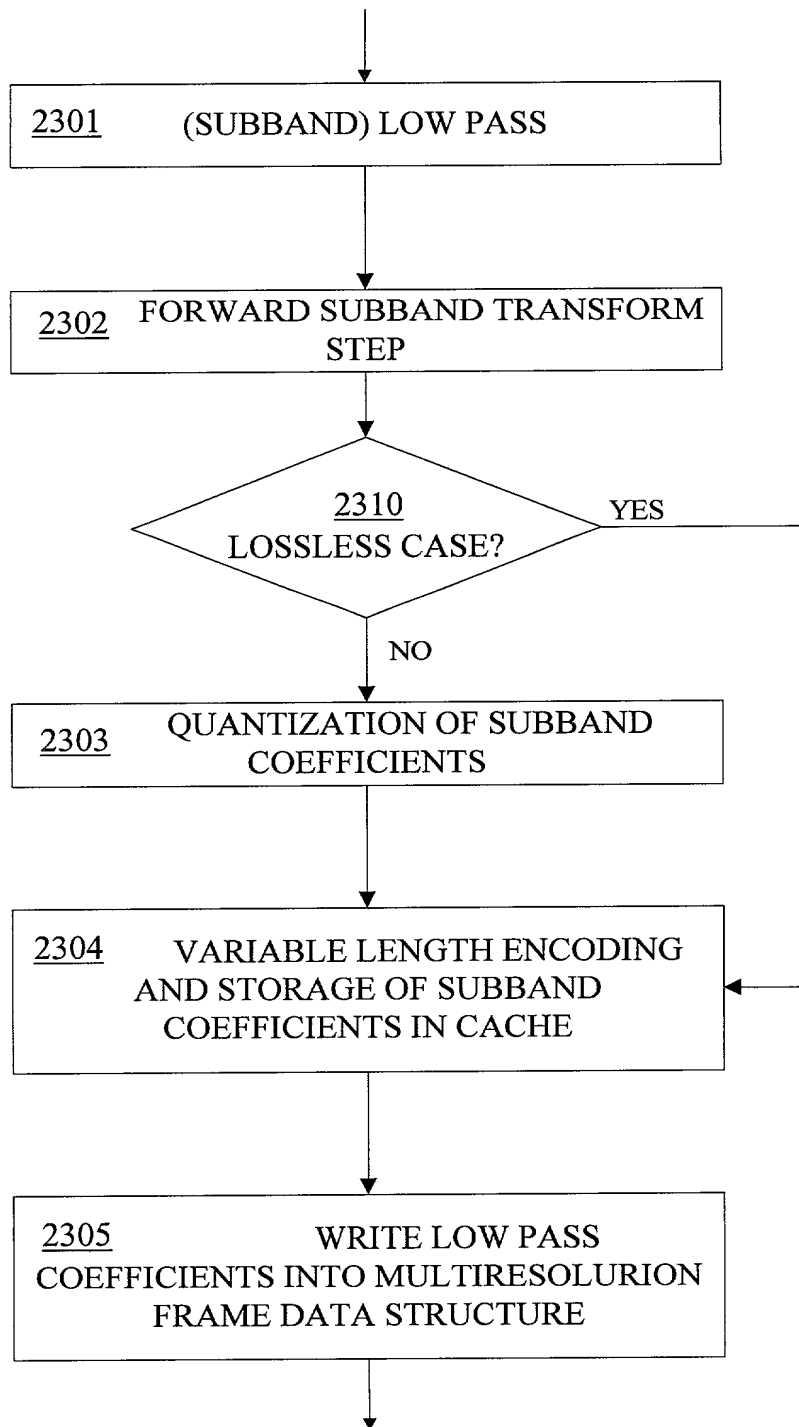 2301 (SUBBAND) LOW PASS
2302 FORWARD SUBBAND TRANSFORM
STEP
2310
LOSSLESS CASE?
YES
NO
2303 QUANTIZATION OF SUBBAND
COEFFICIENTS
2304 VARIABLE LENGTH ENCODING
AND STORAGE OF SUBBAND
COEFFICIENTS IN CACHE
2305 WRITE LOW PASS
COEFFICIENTS INTO MULTIRESOLURION
FRAME DATA STRUCTURE